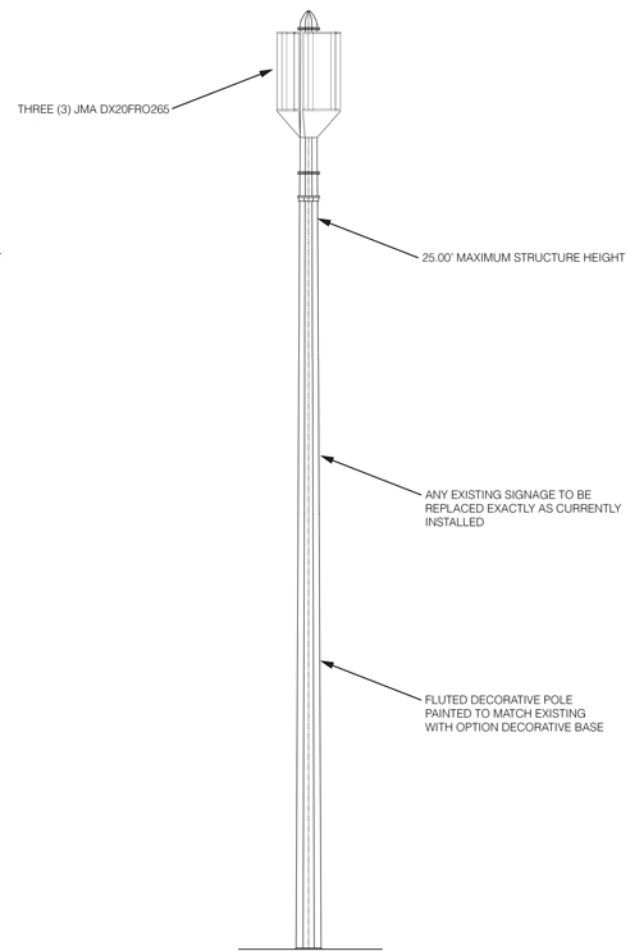 THREE (3) JMA DX20FRO265
25.00' MAXIMUM STRUCTURE HEIGHT
ANY EXISTING SIGNAGE TO BE
REPLACED EXACTLY AS CURRENTLY
INSTALLED
FLUTED DECORATIVE POLE
PAINTED TO MATCH EXISTING
WITH OPTION DECORATIVE BASE